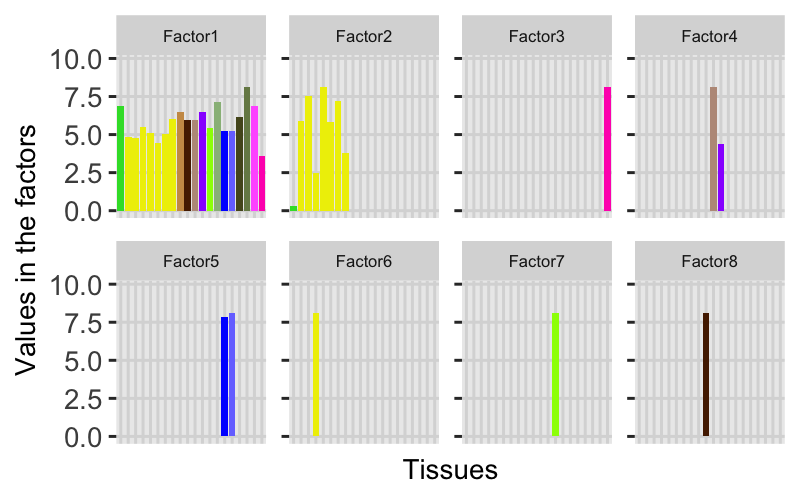 Factor1 Factor2 Factor3 Factor4
10.0
7.5
5.0
2.5
0.0
Values in the factors
Factor5 Factor6 Factor7 Factor8
10.0
7.5
5.0
2.5
0.0
Tissues